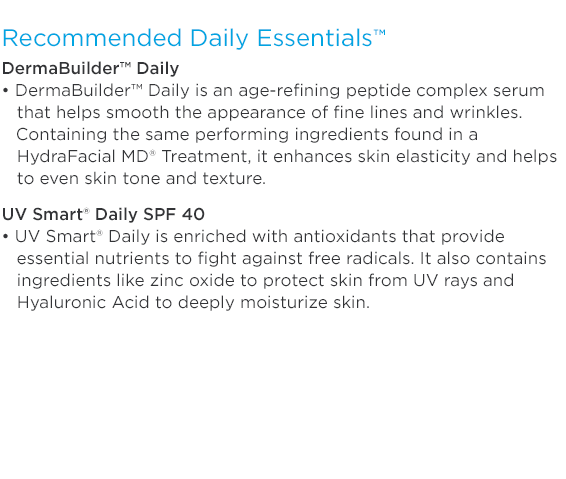 Recommended Daily Essentials™
DermaBuilder™ Daily
• DermaBuilder™ Daily is an age-refining peptide complex serum
that helps smooth the appearance of fine lines and wrinkles.
Containing the same performing ingredients found in a
HydraFacial MD® Treatment, it enhances skin elasticity and helps
to even skin tone and texture.
UV Smart® Daily SPF 40
• UV Smart® Daily is enriched with antioxidants that provide
essential nutrients to fight against free radicals. It also contains
ingredients like zinc oxide to protect skin from UV rays and
Hyaluronic Acid to deeply moisturize skin.